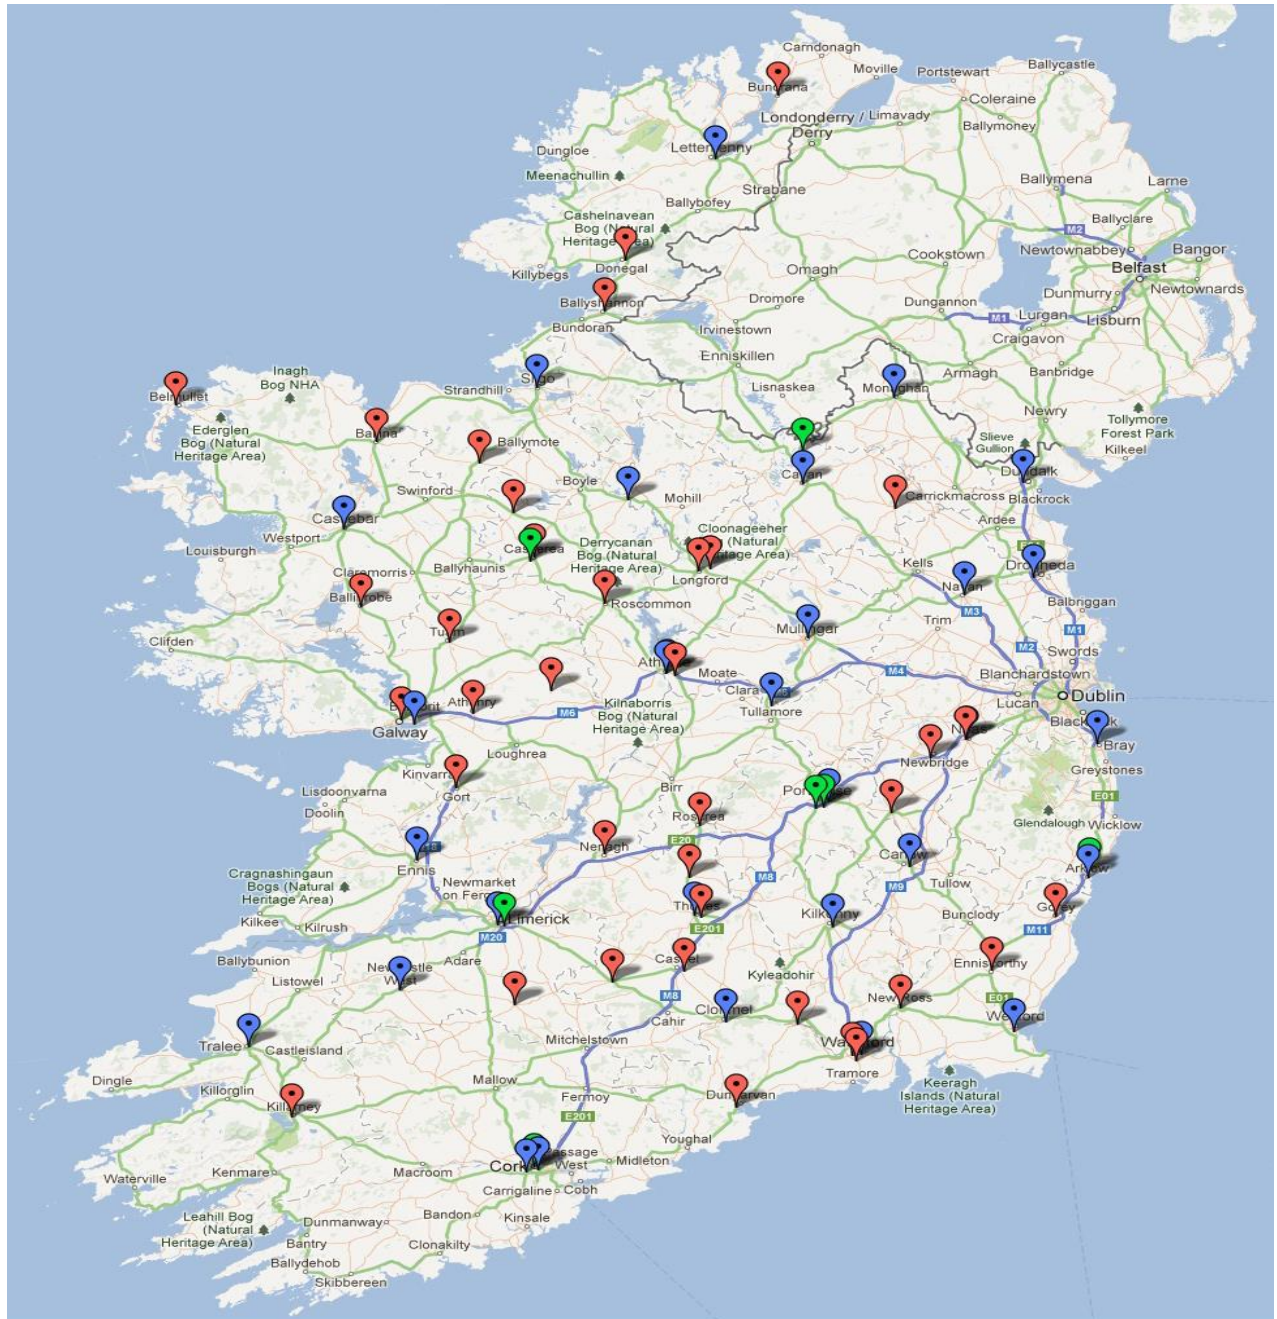 Carndonagh
Ballycastle
Moville
Portstewart
Coleraine
Londonderry /
Derry
Limavady
Ballymoney
Dungloe
Meenachullin
Strabane
Ballymena
Larne
Ballybofey
Cashelnavean
Bog (Natural
Heritage Area)
Ballyclare
M2
Newtownabbey
Bangor
Belfast
Newtownards
Killybegs
Donegal
Omagh
Cookstown
Dunmurry
Lisburn
Ballyshannon
Bundoran
Dromore
Dungannon
M1
Lurgan
Craigavon
Irvinestown
Enniskillen
Lisnaskea
Armagh
Banbridge
Inagh
Bog NHA
Strandhill
Ederglen
Bog (Natural
Heritage Area)
Ballymote
Newry
Tollymore
Forest Park
Slieve
Gullion
Kilkeel
Swinford
Boyle
Mohill
Carrickmacross
Blackrock
Ardee
Westport
Louisburgh
Claremorris
Ballyhaunis
Derrycanan
Bog (Natural
Heritage Area)
Cloonageeher
Longford
Kells
Balbriggan
Roscommon
Trim
M3
M1
Clifden
Swords
M2
Blanchardstown
M4
Moate
Clara
Tullamore
Dublin
Lucan
Kilnaborris
Bog (Natural
Heritage Area)
M6
Galway
Loughrea
Bray
Newbridge
Greystones
Kinvarra
Gort
Lisdoonvarna
Doolin
Birr
E01
Glendalough
Wicklow
E20
Ennis
Cragnashingaun
Bogs (Natural
Heritage Area)
Newmarket
M8
M9
Tullow
Kilkee
Kilrush
Limerick
M20
E201
Bunclody
M11
Ballybunion
Adare
Listowel
Kyleadohir
M8
Cahir
E01
Tralee
Castleisland
Mitchelstown
Tramore
Dingle
Killorglin
Mallow
Fermoy
Keeragh
Islands (Natural
Heritage Area)
E201
Youghal
Waterville
Kenmare
Macroom
West
Midleton
Carrigaline
Cobh
Leahill Bog
(Natural
Heritage Area)
Dunmanway
Bandon
Kinsale
Bantry
Clonakilty
Ballydehob
Skibbereen